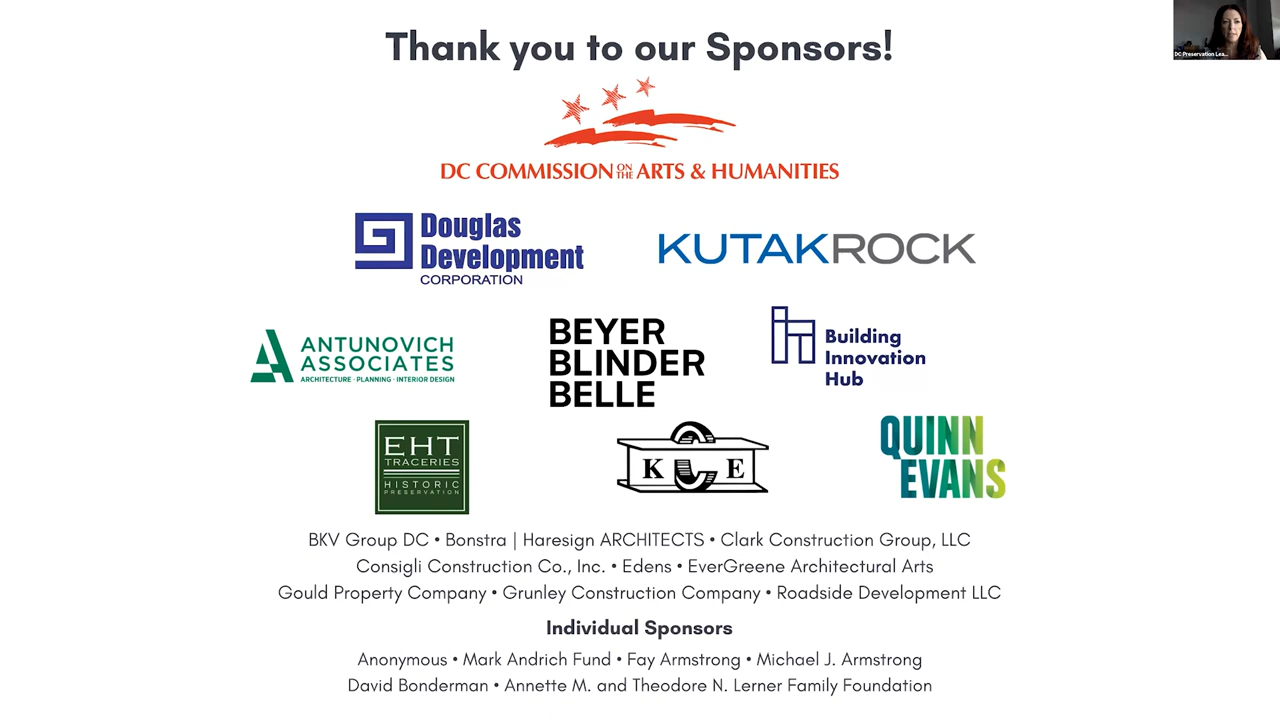 Thank you to our Sponsors!
DC Preservation Lea...
DC COMMISSION ON THE ARTS & HUMANITIES
Douglas
Development
CORPORATION
KUTAKROCK
ANTUNOVICH
ASSOCIATES
ARCHITECTURE · PLANNING · INTERIOR DESIGN
BEYER
BLINDER
BELLE
Building
Innovation
Hub
EHT
TRACERIES
HISTORIC
PRESERVATION
K C E
QUINN
EVANS
BKV Group DC • Bonstra | Haresign ARCHITECTS • Clark Construction Group, LLC
Consigli Construction Co., Inc. • Edens • EverGreene Architectural Arts
Gould Property Company • Grunley Construction Company • Roadside Development LLC
Individual Sponsors
Anonymous • Mark Andrich Fund • Fay Armstrong • Michael J. Armstrong
David Bonderman • Annette M. and Theodore N. Lerner Family Foundation